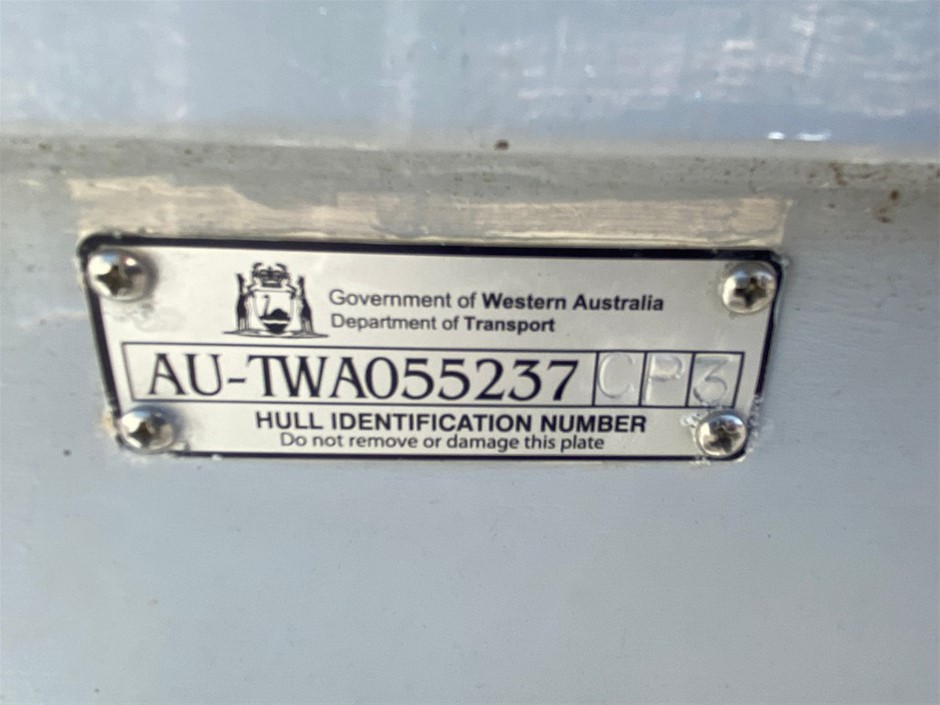 Government of Western Australia
Department of Transport
AU-TWA055237 CP3
HULL IDENTIFICATION NUMBER
Do not remove or damage this plate